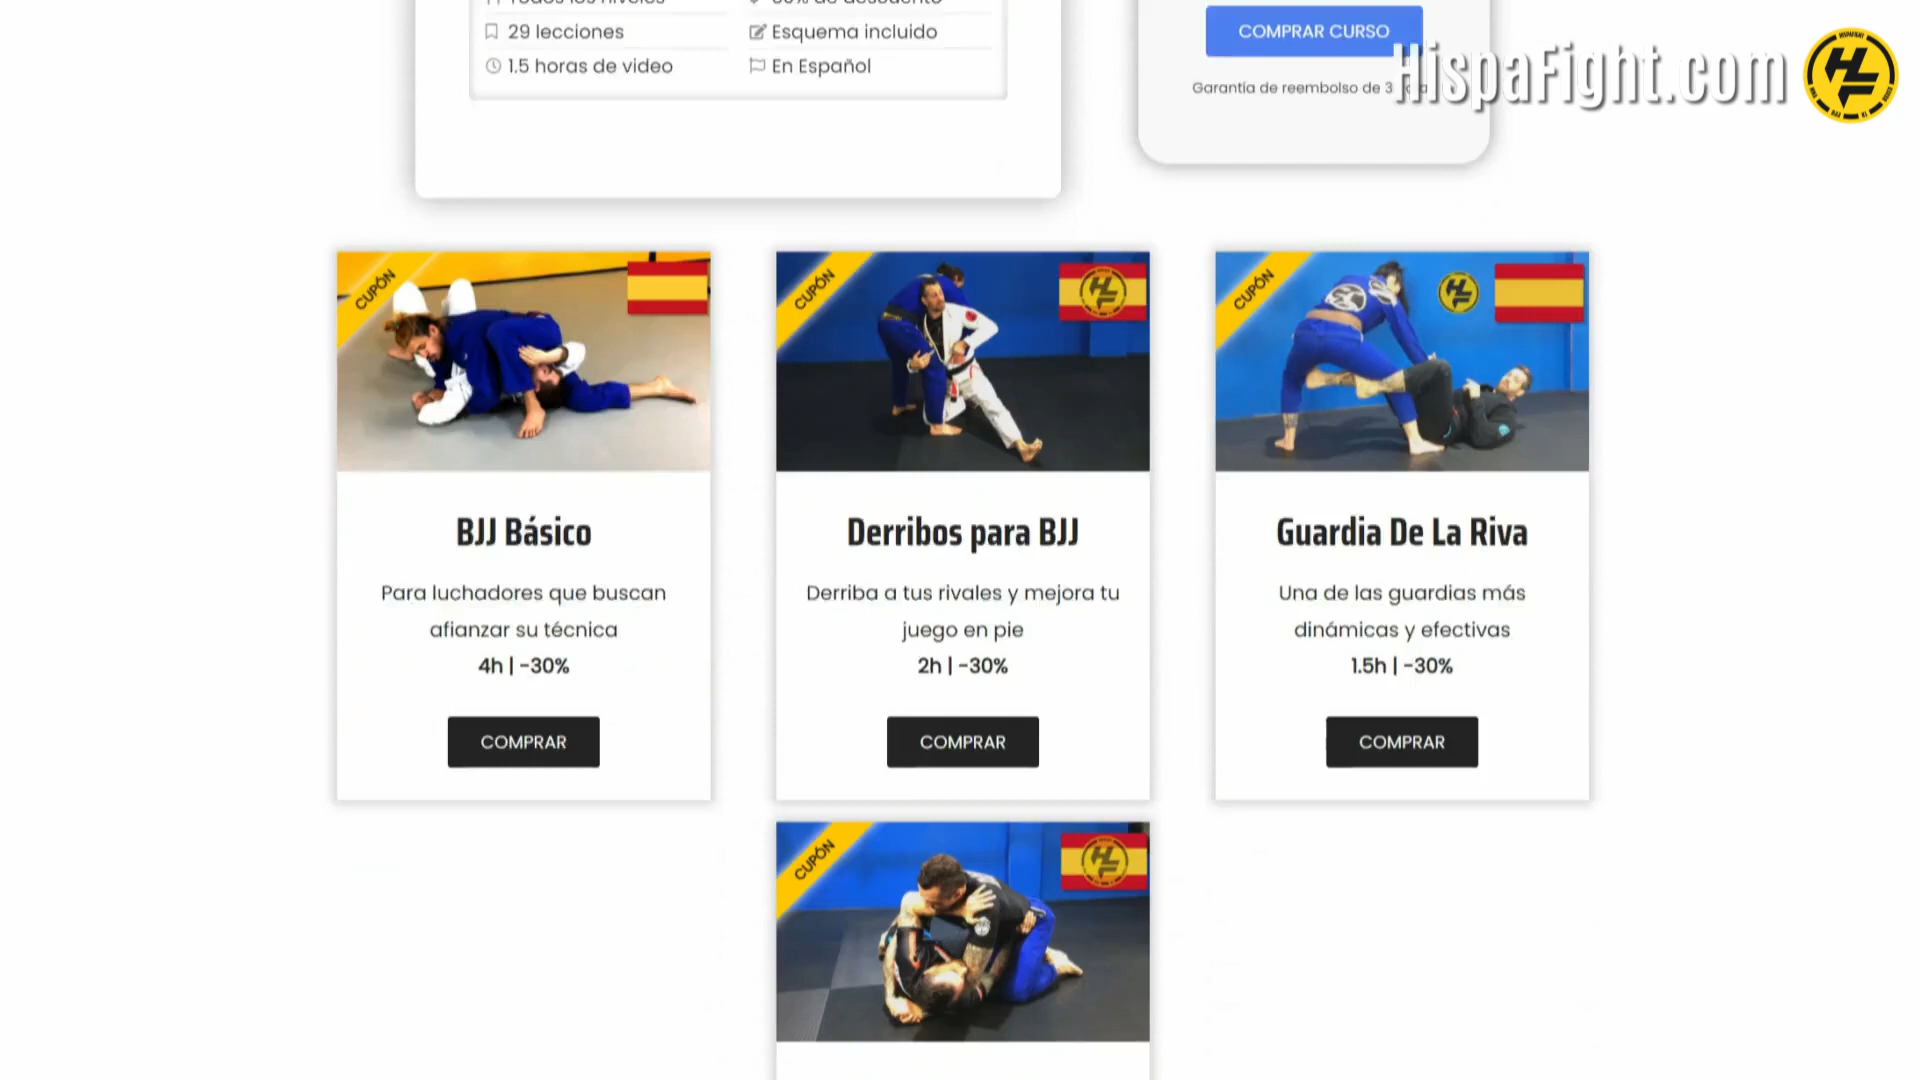 29 lecciones
Esquema incluido
1.5 horas de video
En Español
COMPRAR CURSO
Garantía de reembolso de 3
HispaFight.com
CUPÓN
CUPÓN
CUPÓN
BJJ Básico
Para luchadores que buscan
afianzar su técnica
4h | -30%
COMPRAR
Derribos para BJJ
Derriba a tus rivales y mejora tu
juego en pie
2h | -30%
COMPRAR
Guardia De La Riva
Una de las guardias más
dinámicas y efectivas
1.5h | -30%
COMPRAR
CUPÓN